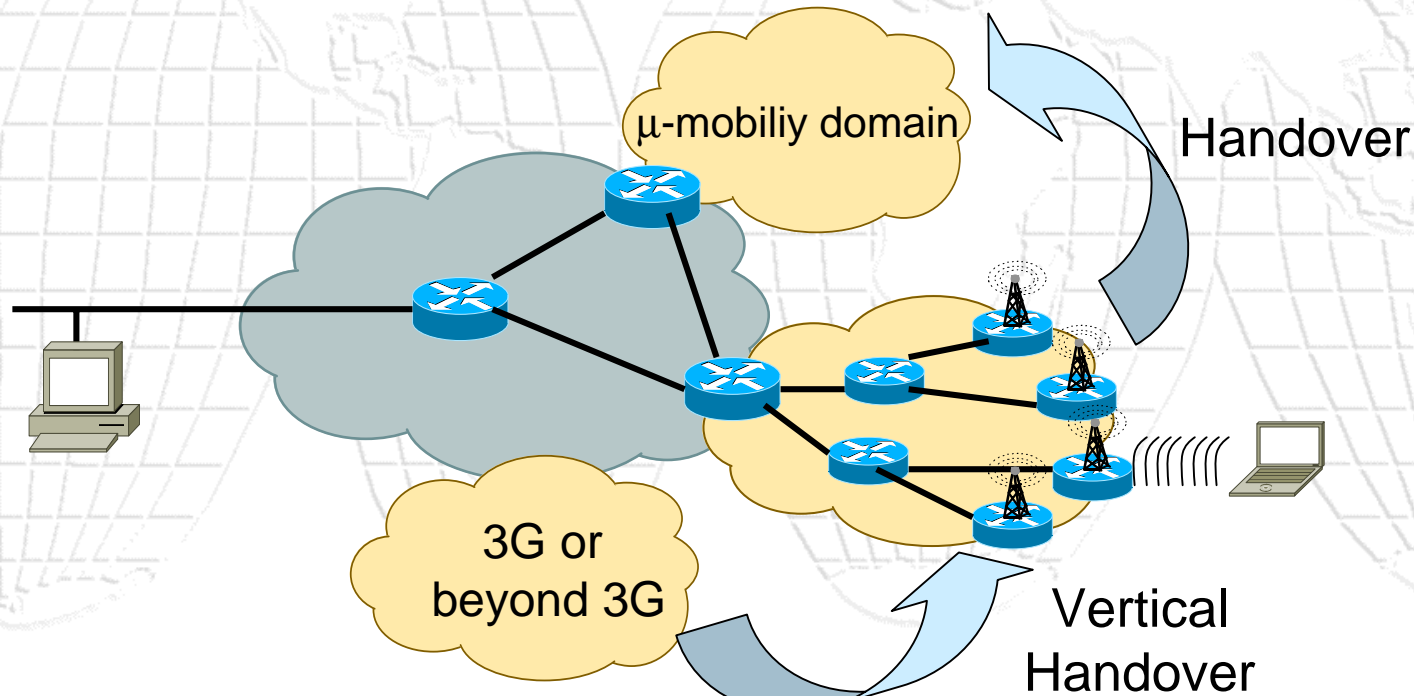 μ-mobiliy domain
Handover
3G or
beyond 3G
Vertical
Handover